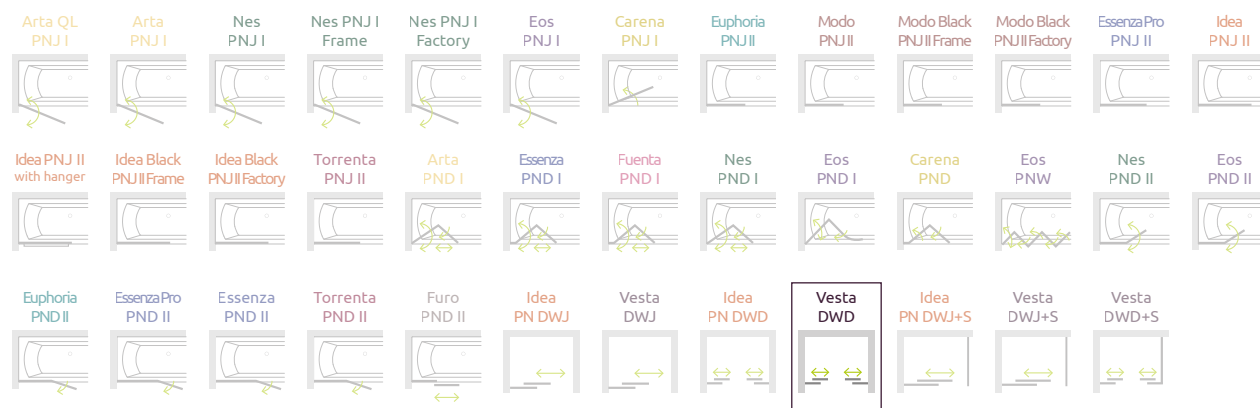 Arta QL
PNJ I
Arta
PNJ I
Nes
PNJ I
Nes PNJ I
Frame
Nes PNJ I
Factory
Eos
PNJ I
Carena
PNJ I
Euphoria
PNJ II
Modo
PNJ II
Modo Black
PNJ II Frame
Modo Black
PNJ II Factory
Essenza Pro
PNJ II
Idea
PNJ II
Idea PNJ II
with hanger
Idea Black
PNJ II Frame
Idea Black
PNJ II Factory
Torrenta
PNJ II
Arta
PND I
Essenza
PND I
Fuenta
PND I
Nes
PND I
Eos
PND I
Carena
PND
Eos
PNW
Nes
PND II
Eos
PND II
Euphoria
PND II
Essenza Pro
PND II
Essenza
PND II
Torrenta
PND II
Furo
PND II
Idea
PN DWJ
Vesta
DWJ
Idea
PN DWD
Vesta
DWD
Idea
PN DWJ+S
Vesta
DWJ+S
Vesta
DWD+S